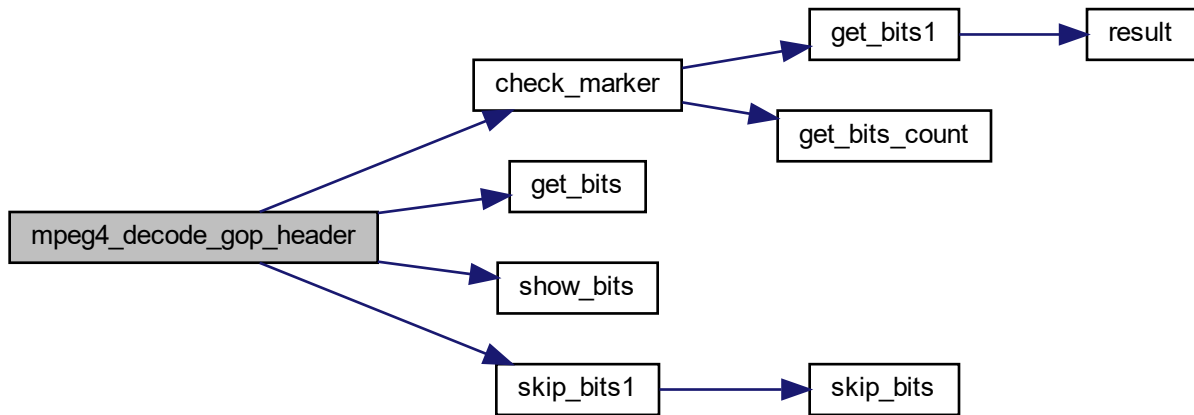 get_bits1
result
check_marker
get_bits_count
get_bits
mpeg4_decode_gop_header
show_bits
skip_bits1
skip_bits